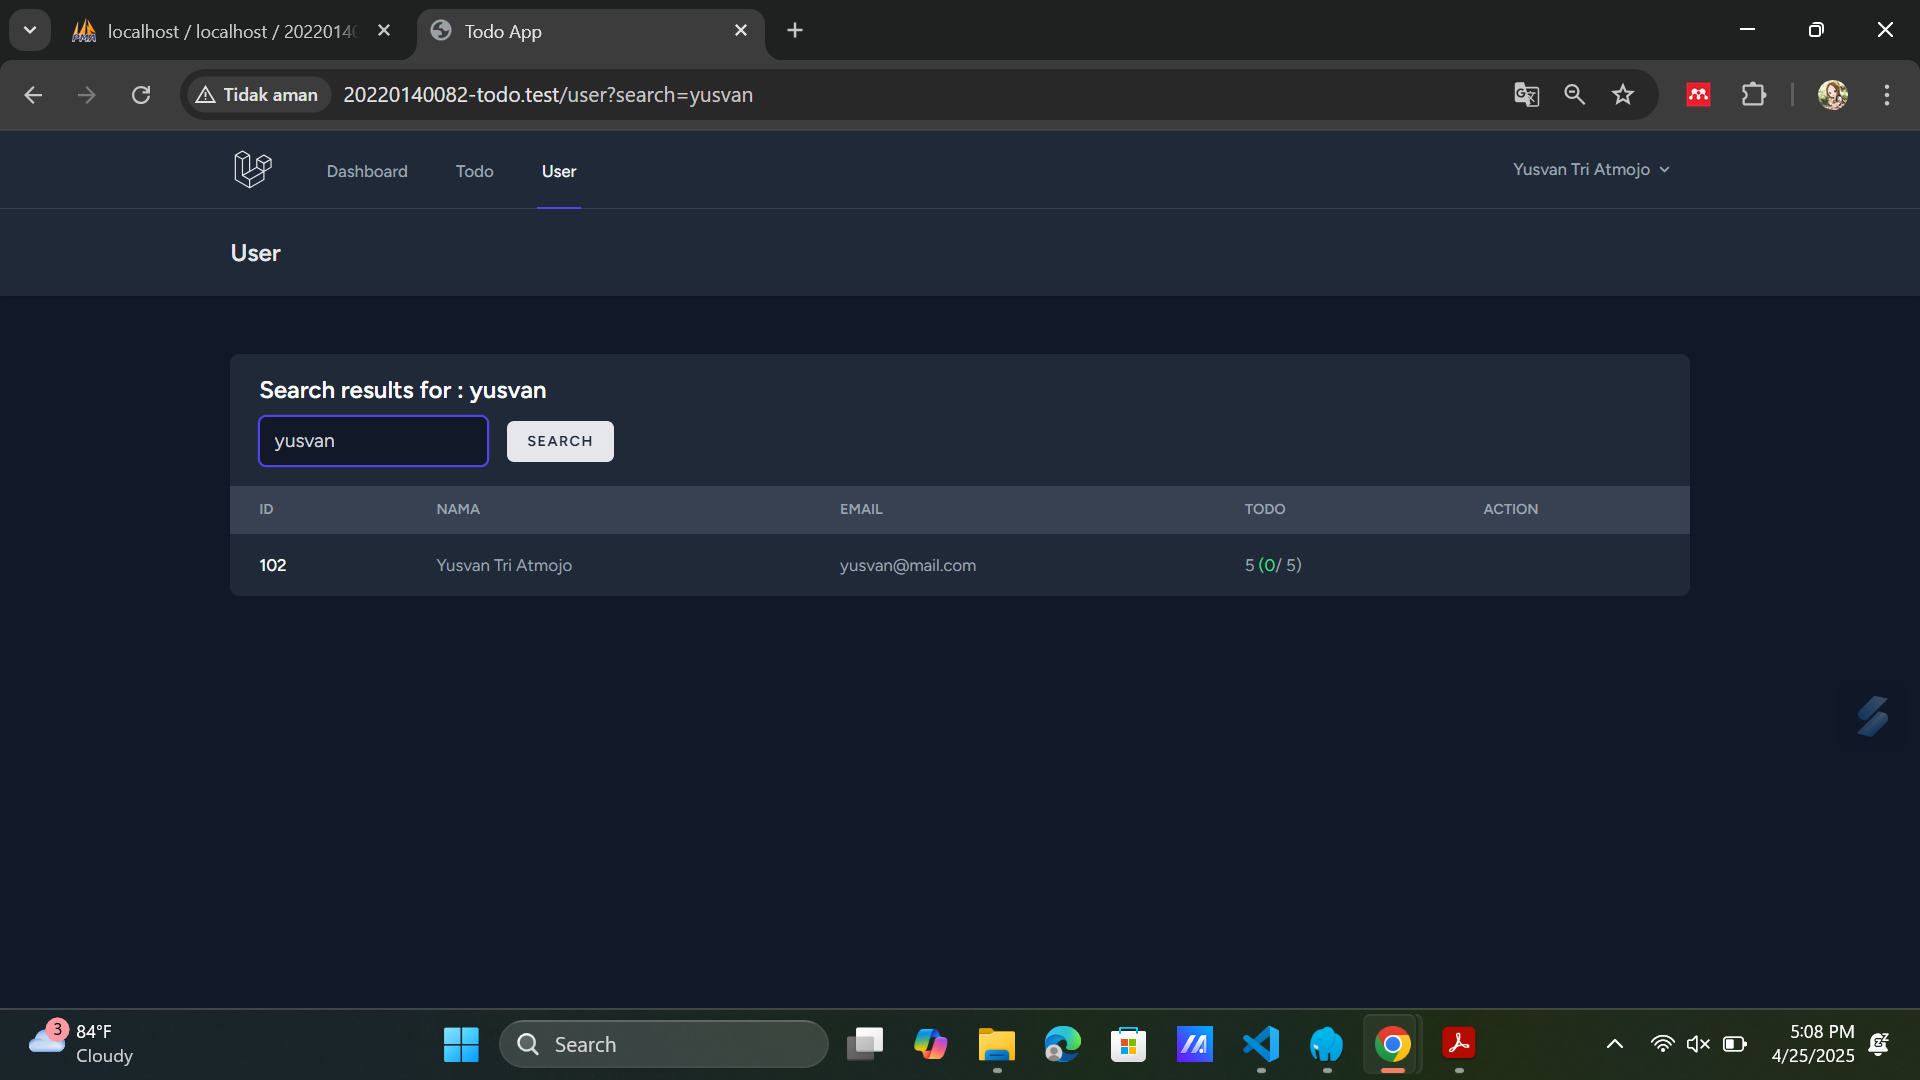 localhost / localhost / 2022014
Todo App
Tidak aman
20220140082-todo.test/user?search=yusvan
Dashboard
Todo
User
Yusvan Tri Atmojo
User
Search results for : yusvan
yusvan
SEARCH
ID NAMA EMAIL TODO ACTION
102 Yusvan Tri Atmojo yusvan@mail.com 5 (0/ 5)
3
84°F
Cloudy
Search
5:08 PM
4/25/2025